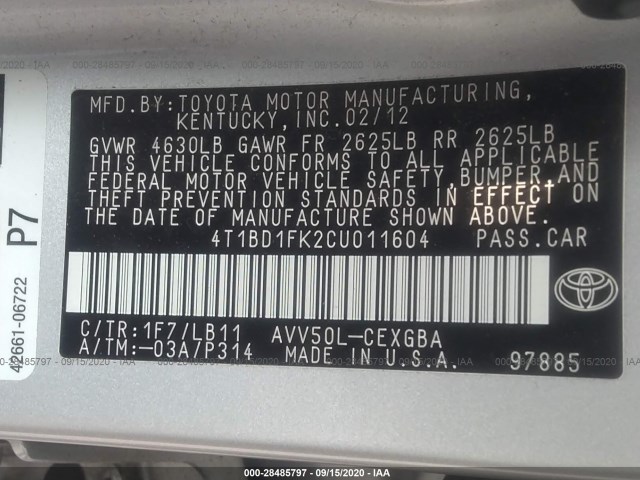 MFD.BY:TOYOTA MOTOR MANUFACTURING,
KENTUCKY,INC.02/12
GVWR 4630LB GAWR FR 2625LB RR 2625LB
THIS VEHICLE CONFORMS TO ALL APPLICABLE
FEDERAL MOTOR VEHICLE SAFETY,BUMPER,AND
THEFT PREVENTION STANDARDS IN EFFECT ON
THE DATE OF MANUFACTURE SHOWN ABOVE.
4T1BD1FK2CU011604 PASS.CAR
C/TR:1F7/LB11 AVV50L-CEXGBA
A/TM:-03A/P314 MADE IN U.S.A. 97885
TOYOTA
P7
42661-06722
000-28485797 - 09/15/2020 - IAA